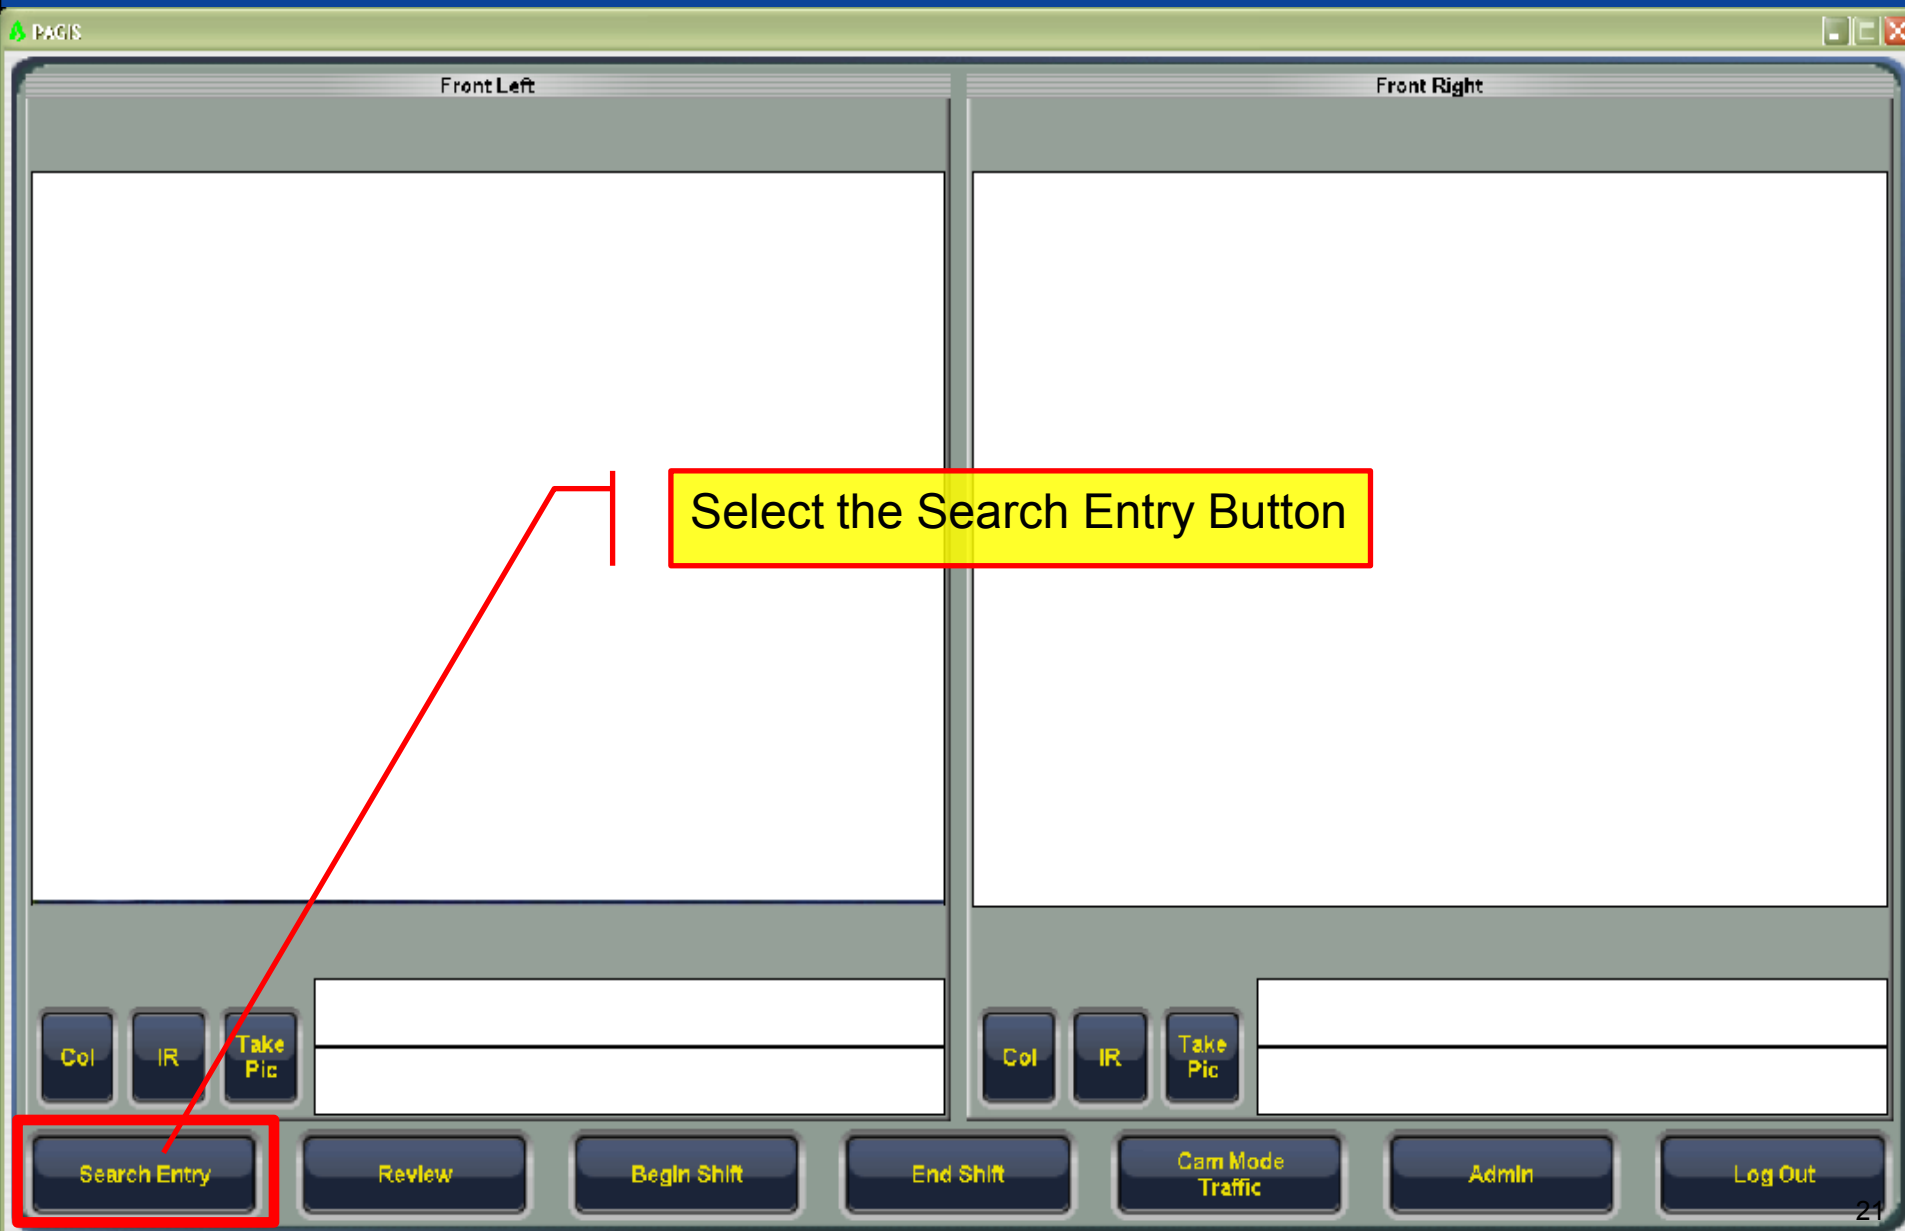 PAGIS
Front Left
Front Right
Select the Search Entry Button
Col
IR
Take
Pic
Col
IR
Take
Pic
Search Entry
Review
Begin Shift
End Shift
Cam Mode
Traffic
Admin
Log Out
21